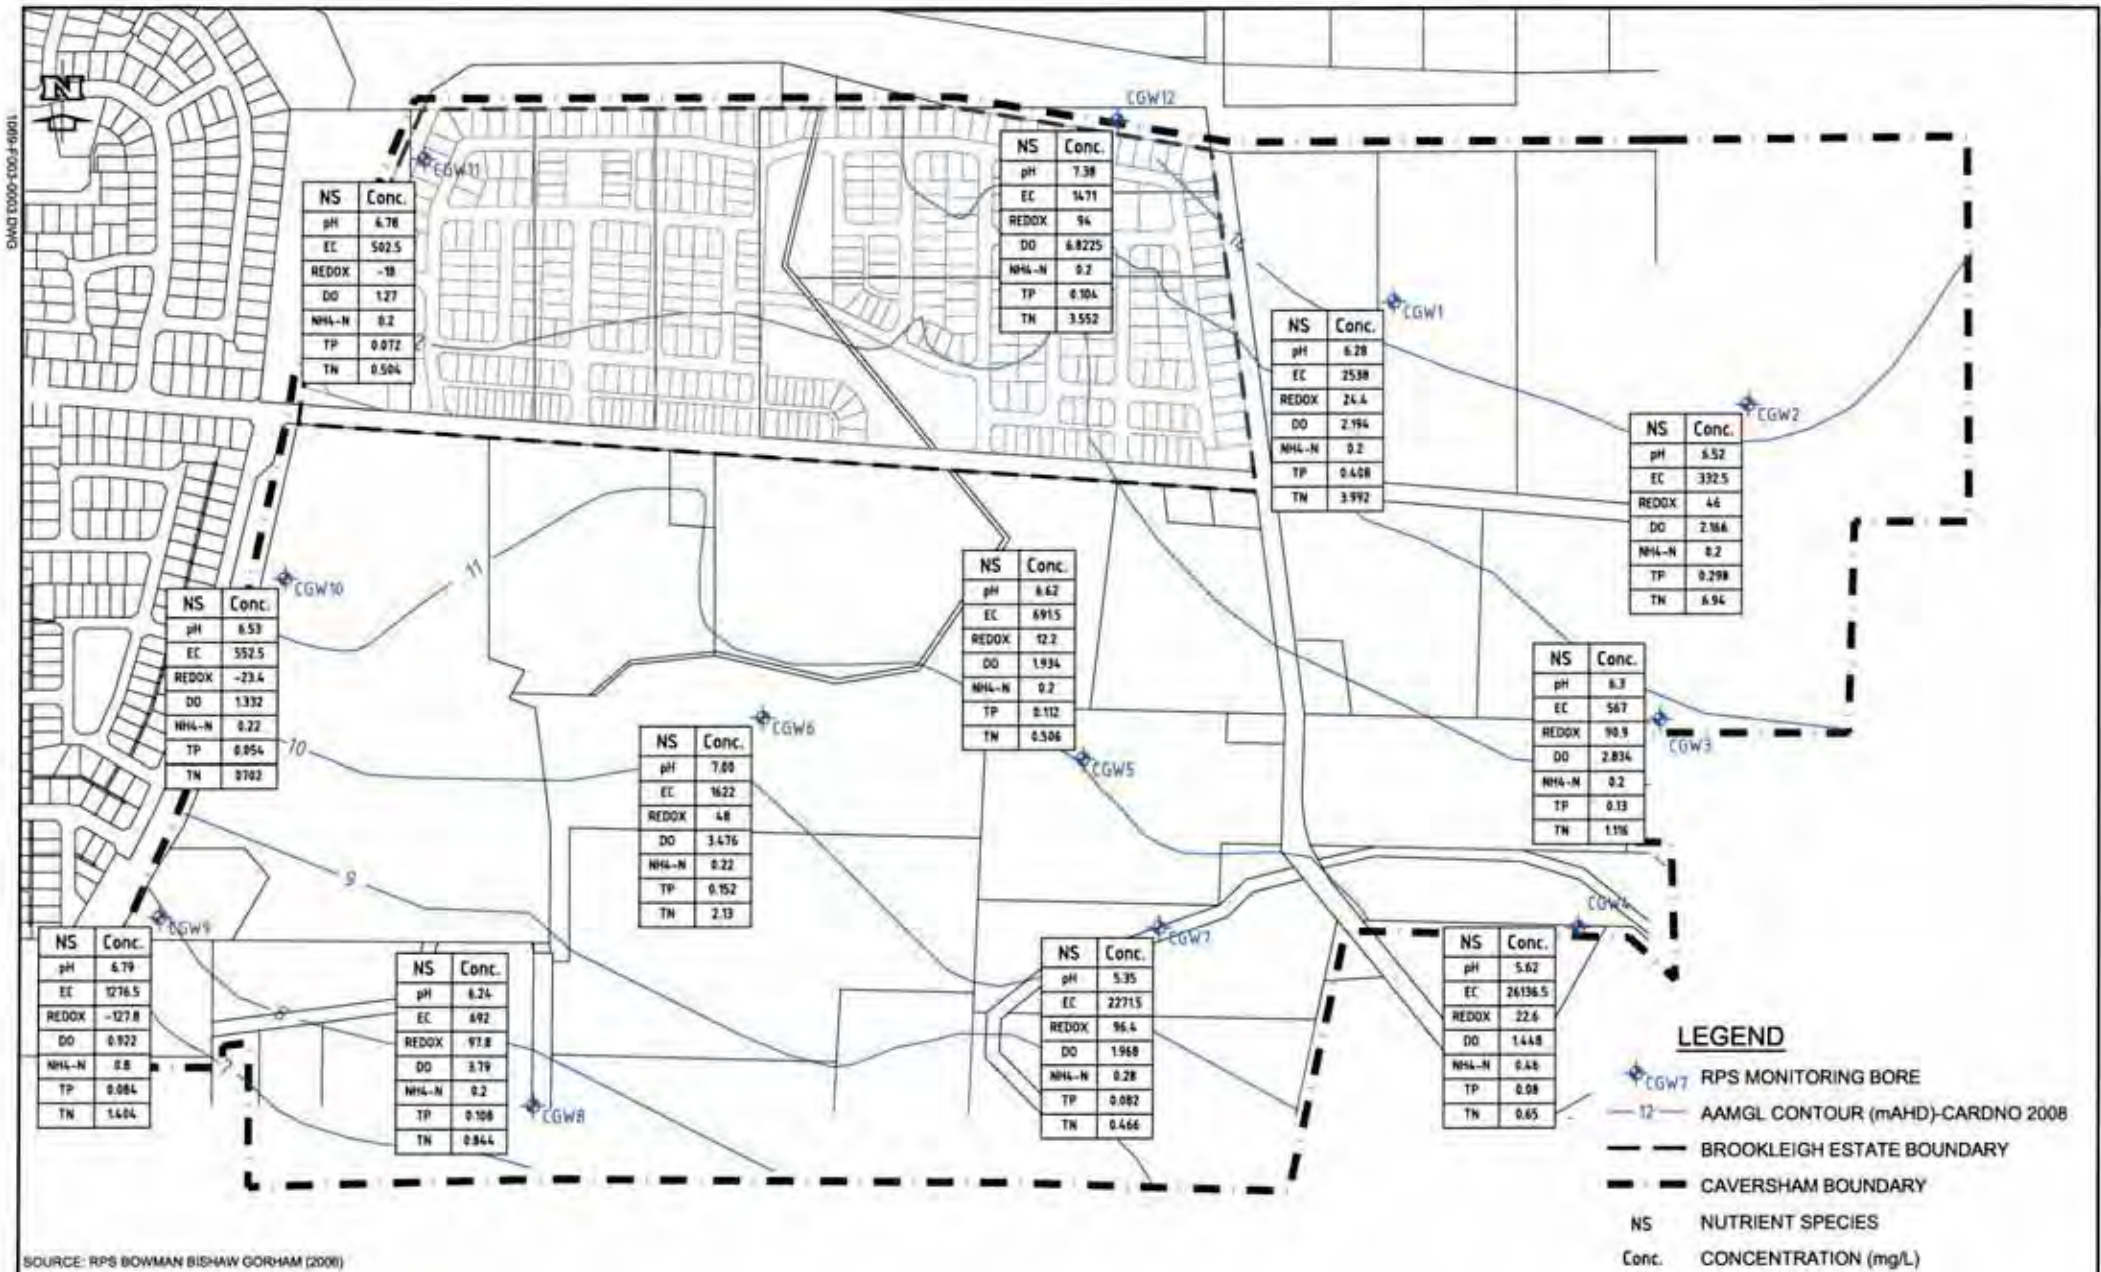 N
1069-F003-0003.DWG
CGW11
NS Conc.
pH 6.78
EC 502.5
REDOX -18
DO 1.27
NH4-N 0.2
TP 0.072
TN 0.504
CGW12
NS Conc.
pH 7.38
EC 1471
REDOX 94
DO 6.8225
NH4-N 0.2
TP 0.104
TN 3.552
CGW1
NS Conc.
pH 6.28
EC 2538
REDOX 24.4
DO 2.194
NH4-N 0.2
TP 0.408
TN 3.992
CGW2
NS Conc.
pH 6.52
EC 332.5
REDOX 46
DO 2.166
NH4-N 0.2
TP 0.298
TN 6.94
CGW10
NS Conc.
pH 6.53
EC 552.5
REDOX -23.4
DO 1.332
NH4-N 0.22
TP 0.054
TN 0.702
11
NS Conc.
pH 6.62
EC 691.5
REDOX 12.2
DO 1.934
NH4-N 0.2
TP 0.112
TN 0.506
CGW5
NS Conc.
pH 6.3
EC 567
REDOX 90.9
DO 2.834
NH4-N 0.2
TP 0.13
TN 1.116
CGW3
10
CGW6
NS Conc.
pH 7.00
EC 1622
REDOX 48
DO 3.476
NH4-N 0.22
TP 0.152
TN 2.13
9
CGW9
NS Conc.
pH 6.79
EC 1276.5
REDOX -127.8
DO 0.922
NH4-N 0.8
TP 0.084
TN 1.404
8
7
NS Conc.
pH 6.24
EC 692
REDOX 97.8
DO 3.79
NH4-N 0.2
TP 0.108
TN 0.844
CGW8
CGW7
NS Conc.
pH 5.35
EC 2271.5
REDOX 96.4
DO 1.968
NH4-N 0.28
TP 0.082
TN 0.466
CGW4
NS Conc.
pH 5.62
EC 26136.5
REDOX 22.6
DO 1.448
NH4-N 0.46
TP 0.08
TN 0.65
LEGEND
CGW7 RPS MONITORING BORE
12 AAMGL CONTOUR (mAHD)-CARDNO 2008
BROOKLEIGH ESTATE BOUNDARY
CAVERSHAM BOUNDARY
NS NUTRIENT SPECIES
Conc. CONCENTRATION (mg/L)
SOURCE: RPS BOWMAN BISHAW GORHAM (2006)